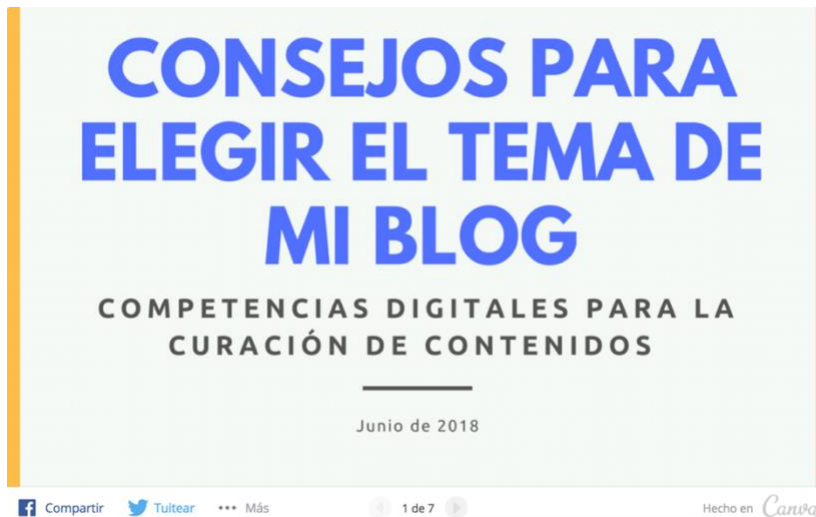 CONSEJOS PARA
ELEGIR EL TEMA DE
MI BLOG
COMPETENCIAS DIGITALES PARA LA
CURACIÓN DE CONTENIDOS
Junio de 2018
Compartir Tuitear ••• Más 1 de 7 Hecho en Canva